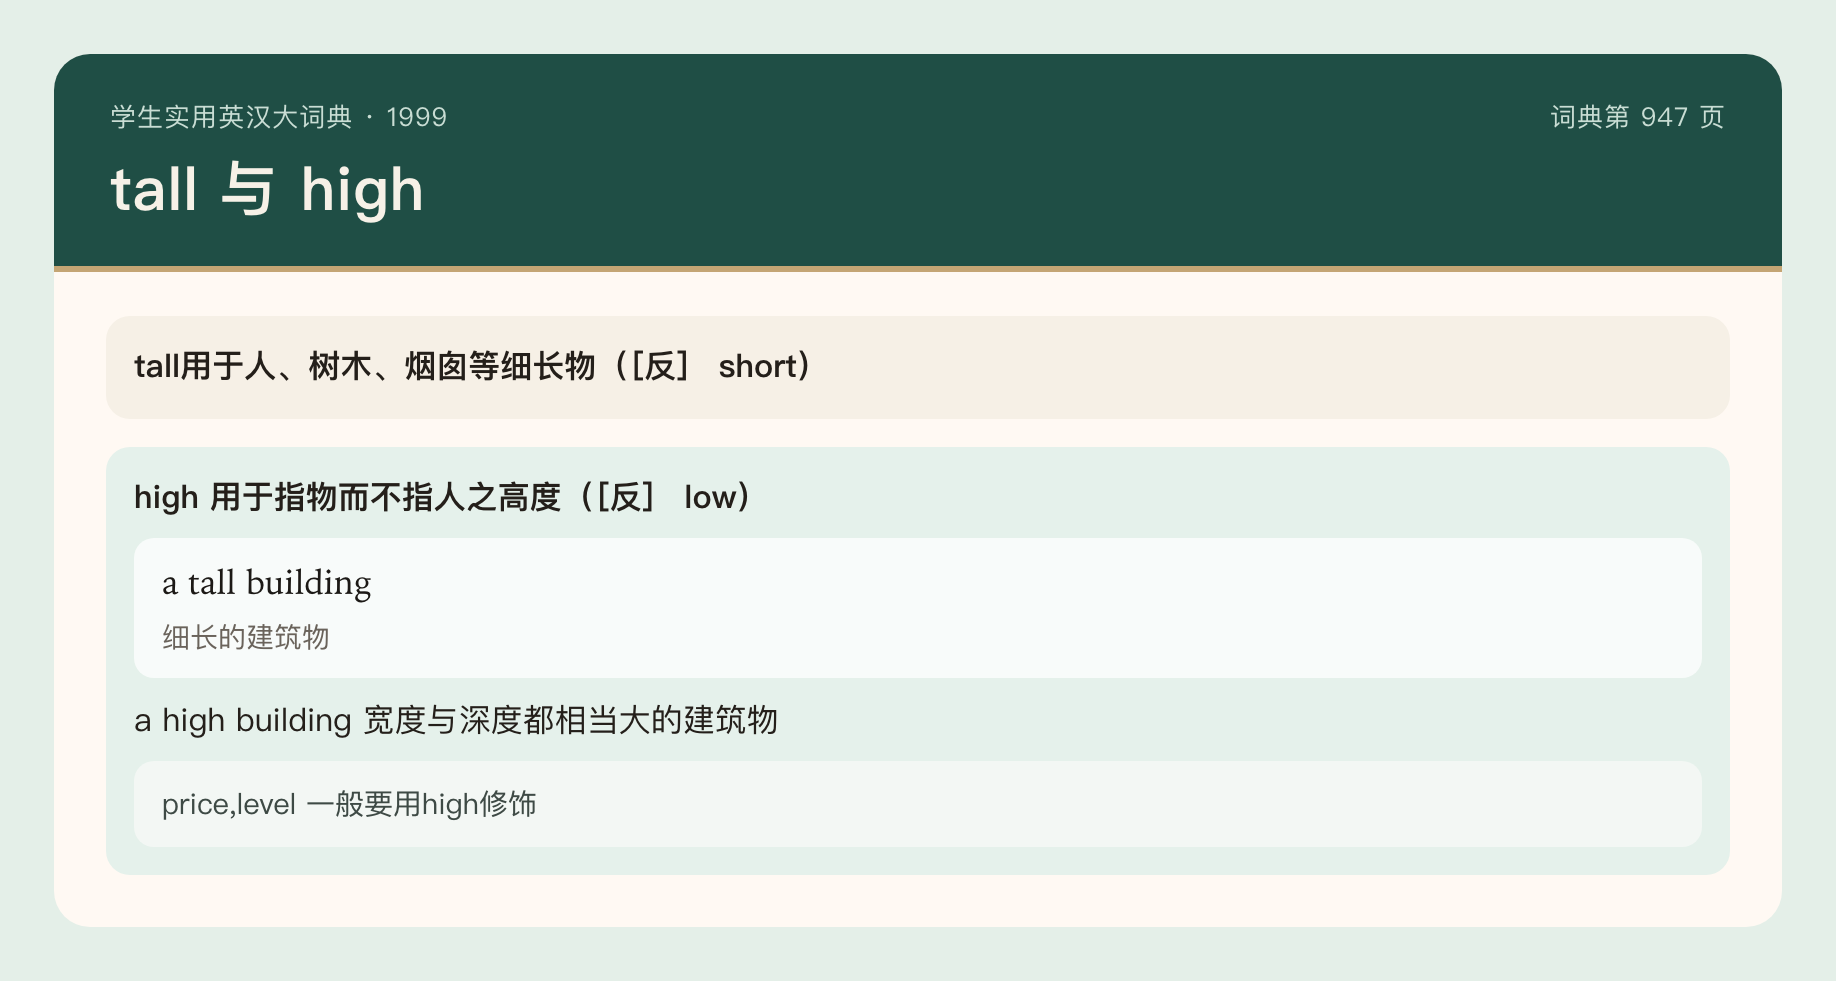 学生实用英汉大词典 · 1999
词典第 947 页
tall 与 high
tall用于人、树木、烟囱等细长物（［反］ short）
high 用于指物而不指人之高度（［反］ low）
a tall building
细长的建筑物
a high building 宽度与深度都相当大的建筑物
price,level 一般要用high修饰